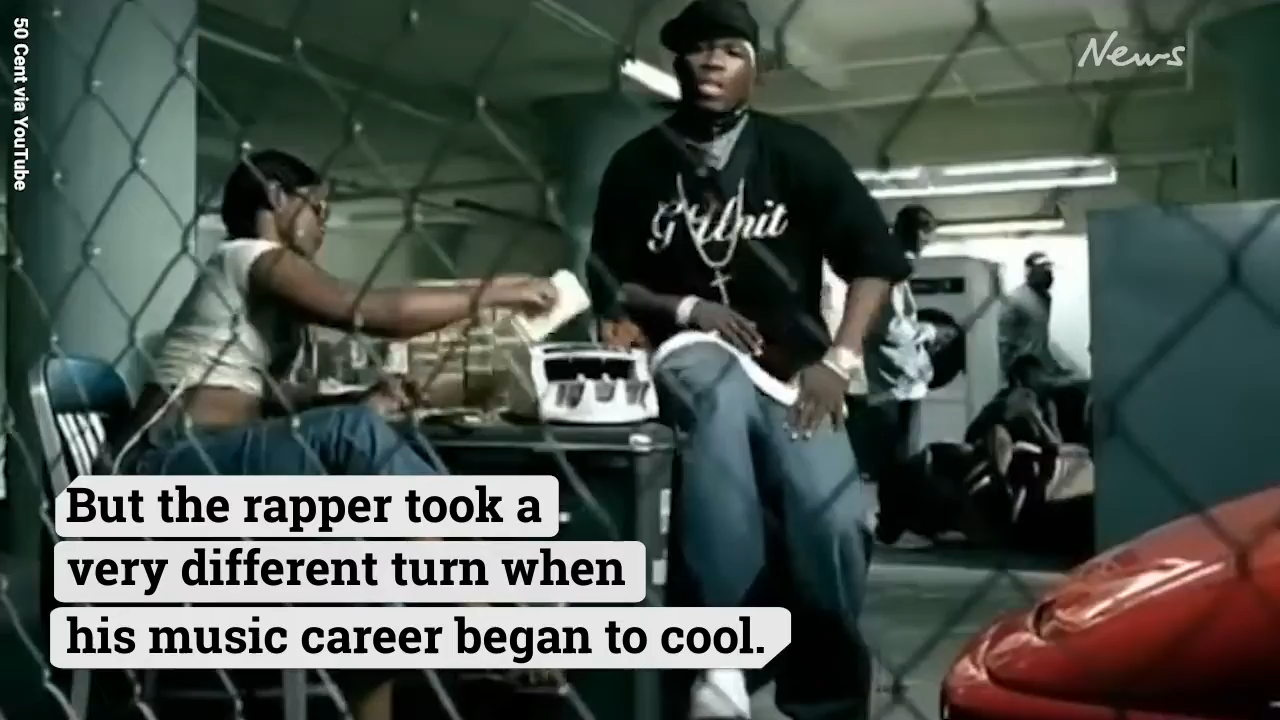 50 Cent via YouTube
News
G Unit
But the rapper took a
very different turn when
his music career began to cool.